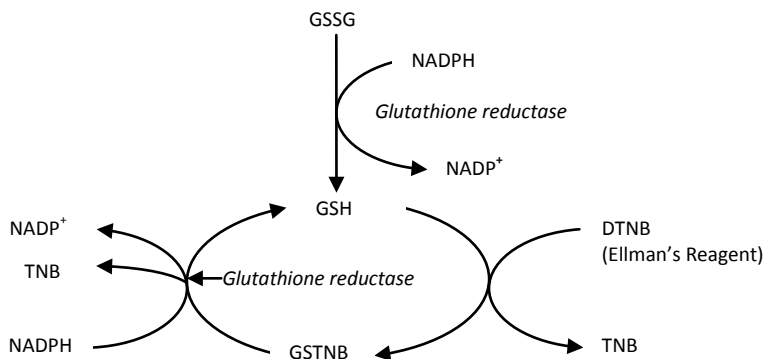 GSSG
NADPH
Glutathione reductase
NADP⁺
GSH
NADP⁺
DTNB
(Ellman’s Reagent)
TNB
Glutathione reductase
NADPH
GSTNB
TNB